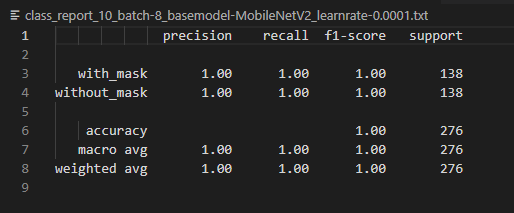 class_report_10_batch-8_basemodel-MobileNetV2_learnrate-0.0001.txt
1 precision recall f1-score support
2
3 with_mask 1.00 1.00 1.00 138
4 without_mask 1.00 1.00 1.00 138
5
6 accuracy 1.00 276
7 macro avg 1.00 1.00 1.00 276
8 weighted avg 1.00 1.00 1.00 276
9